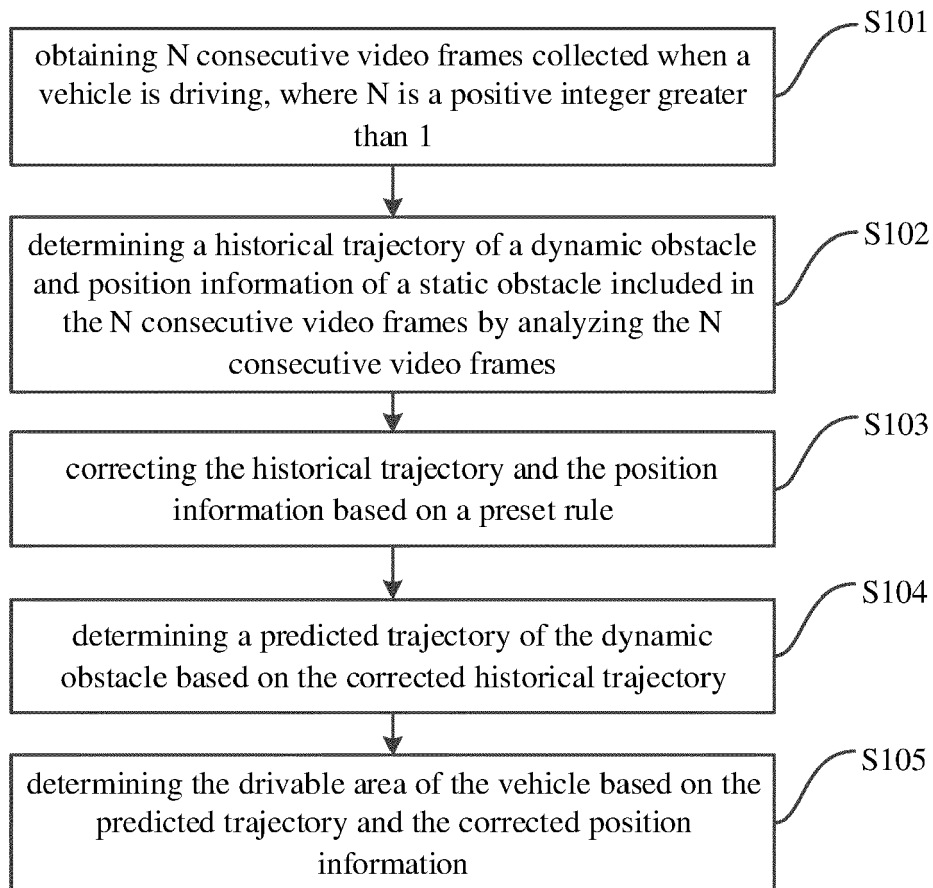 S101
obtaining N consecutive video frames collected when a
vehicle is driving, where N is a positive integer greater
than 1
S102
determining a historical trajectory of a dynamic obstacle
and position information of a static obstacle included in
the N consecutive video frames by analyzing the N
consecutive video frames
S103
correcting the historical trajectory and the position
information based on a preset rule
S104
determining a predicted trajectory of the dynamic
obstacle based on the corrected historical trajectory
S105
determining the drivable area of the vehicle based on the
predicted trajectory and the corrected position
information